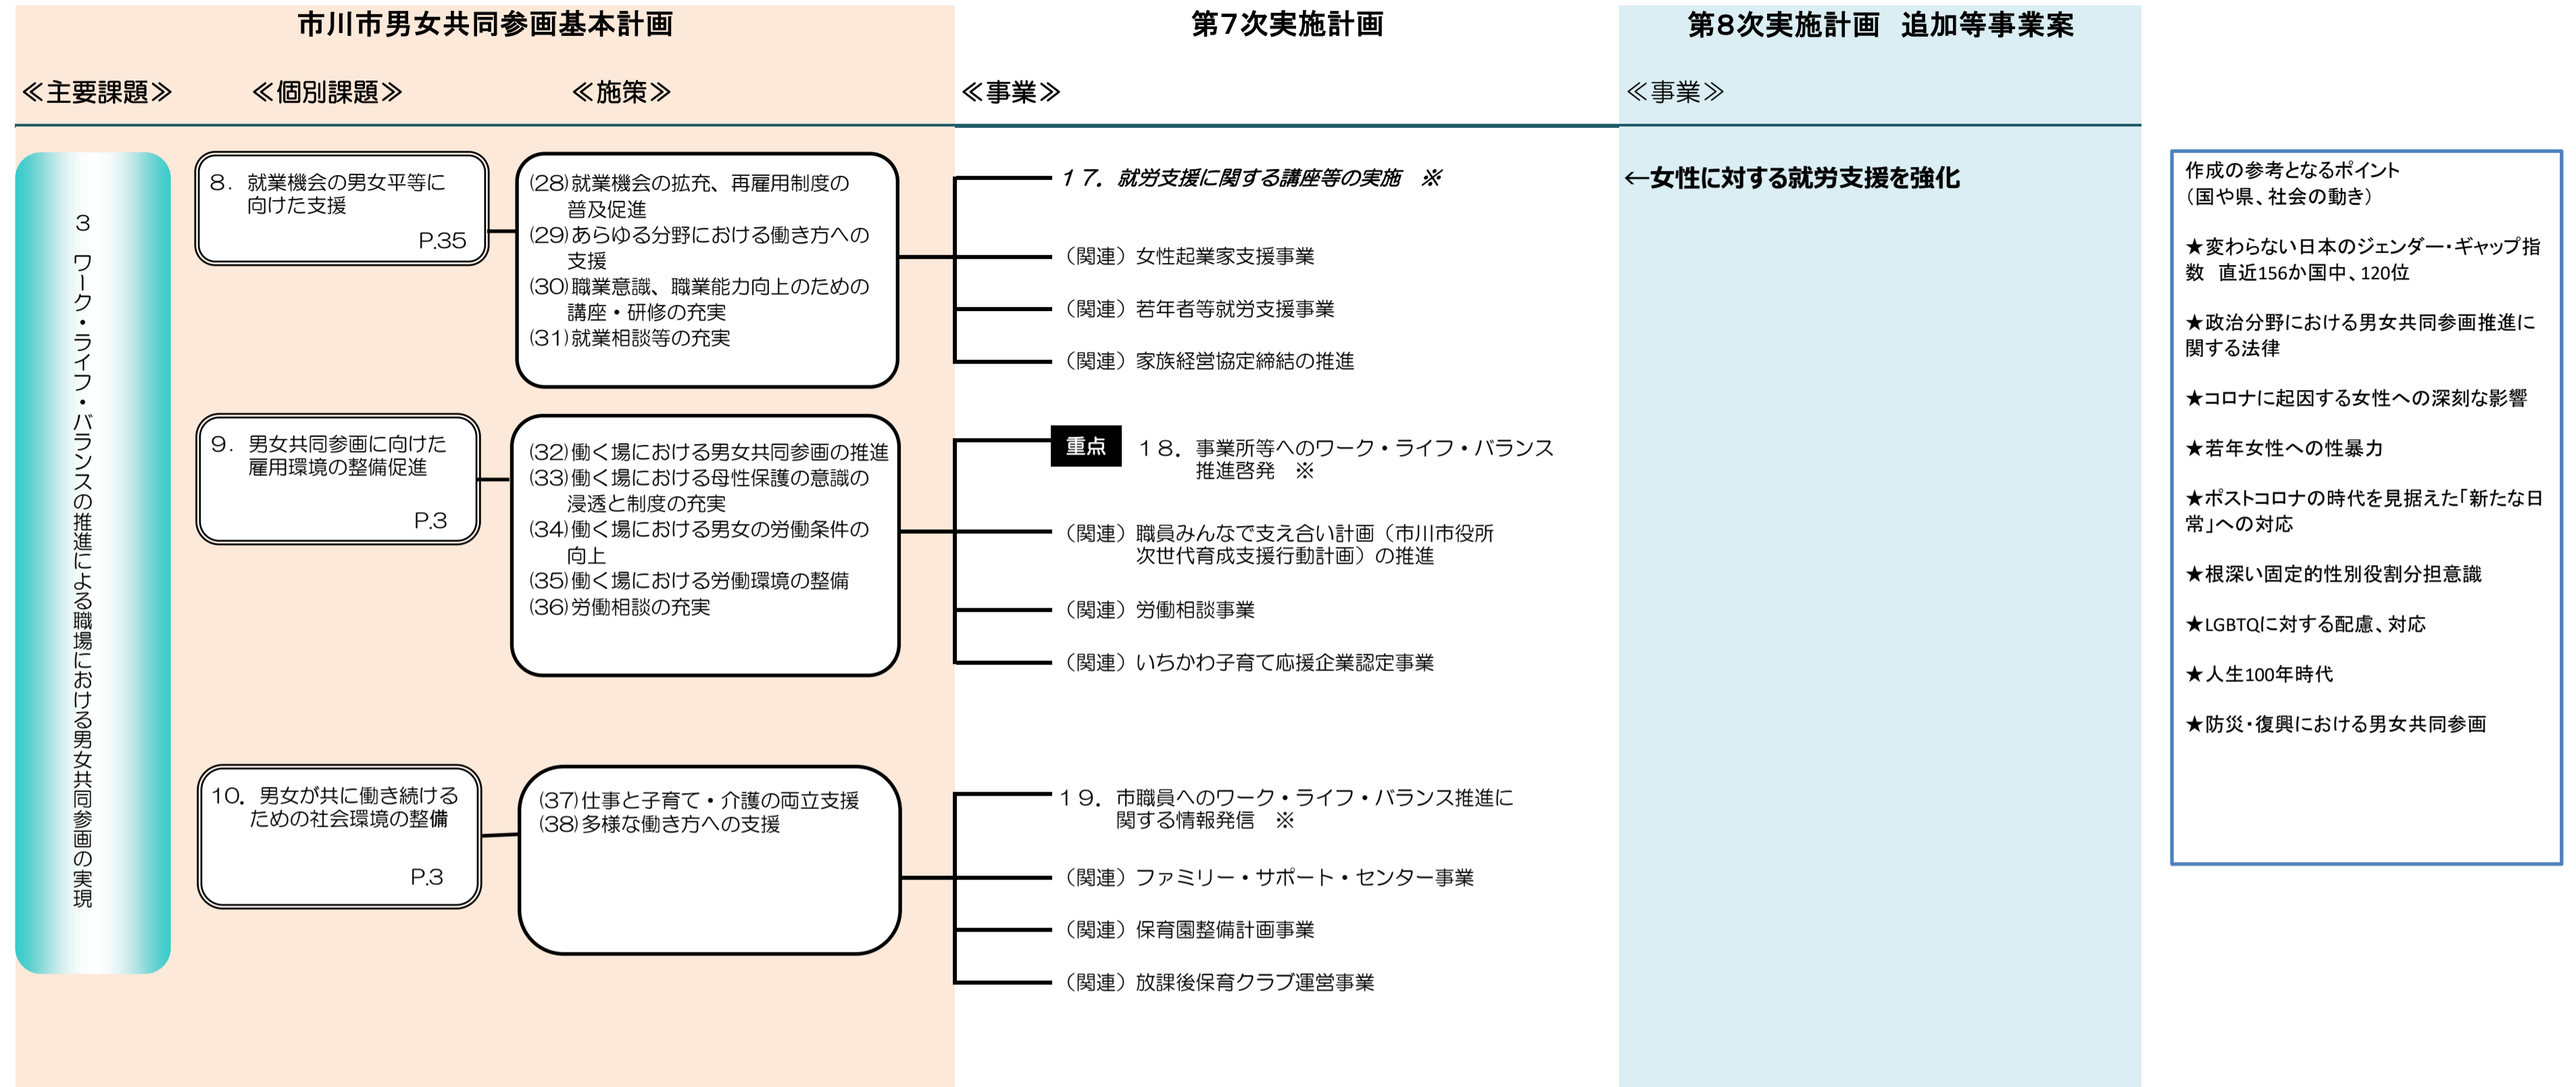 市川市男女共同参画基本計画
第7次実施計画
第8次実施計画　追加等事業案
≪主要課題≫
≪個別課題≫
≪施策≫
≪事業≫
≪事業≫
3　ワーク・ライフ・バランスの推進による職場における男女共同参画の実現
8．就業機会の男女平等に
向けた支援
P.35
(28)就業機会の拡充、再雇用制度の
普及促進
(29)あらゆる分野における働き方への
支援
(30)職業意識、職業能力向上のための
講座・研修の充実
(31)就業相談等の充実
１７．就労支援に関する講座等の実施　※
（関連）女性起業家支援事業
（関連）若年者等就労支援事業
（関連）家族経営協定締結の推進
←女性に対する就労支援を強化
9．男女共同参画に向けた
雇用環境の整備促進
P.3
(32)働く場における男女共同参画の推進
(33)働く場における母性保護の意識の
浸透と制度の充実
(34)働く場における男女の労働条件の
向上
(35)働く場における労働環境の整備
(36)労働相談の充実
重点　１８．事業所等へのワーク・ライフ・バランス
推進啓発　※
（関連）職員みんなで支え合い計画（市川市役所
次世代育成支援行動計画）の推進
（関連）労働相談事業
（関連）いちかわ子育て応援企業認定事業
10．男女が共に働き続ける
ための社会環境の整備
P.3
(37)仕事と子育て・介護の両立支援
(38)多様な働き方への支援
１９．市職員へのワーク・ライフ・バランス推進に
関する情報発信　※
（関連）ファミリー・サポート・センター事業
（関連）保育園整備計画事業
（関連）放課後保育クラブ運営事業
作成の参考となるポイント
（国や県、社会の動き）
★変わらない日本のジェンダー・ギャップ指
数　直近156か国中、120位
★政治分野における男女共同参画推進に
関する法律
★コロナに起因する女性への深刻な影響
★若年女性への性暴力
★ポストコロナの時代を見据えた「新たな日
常」への対応
★根深い固定的性別役割分担意識
★LGBTQに対する配慮、対応
★人生100年時代
★防災・復興における男女共同参画